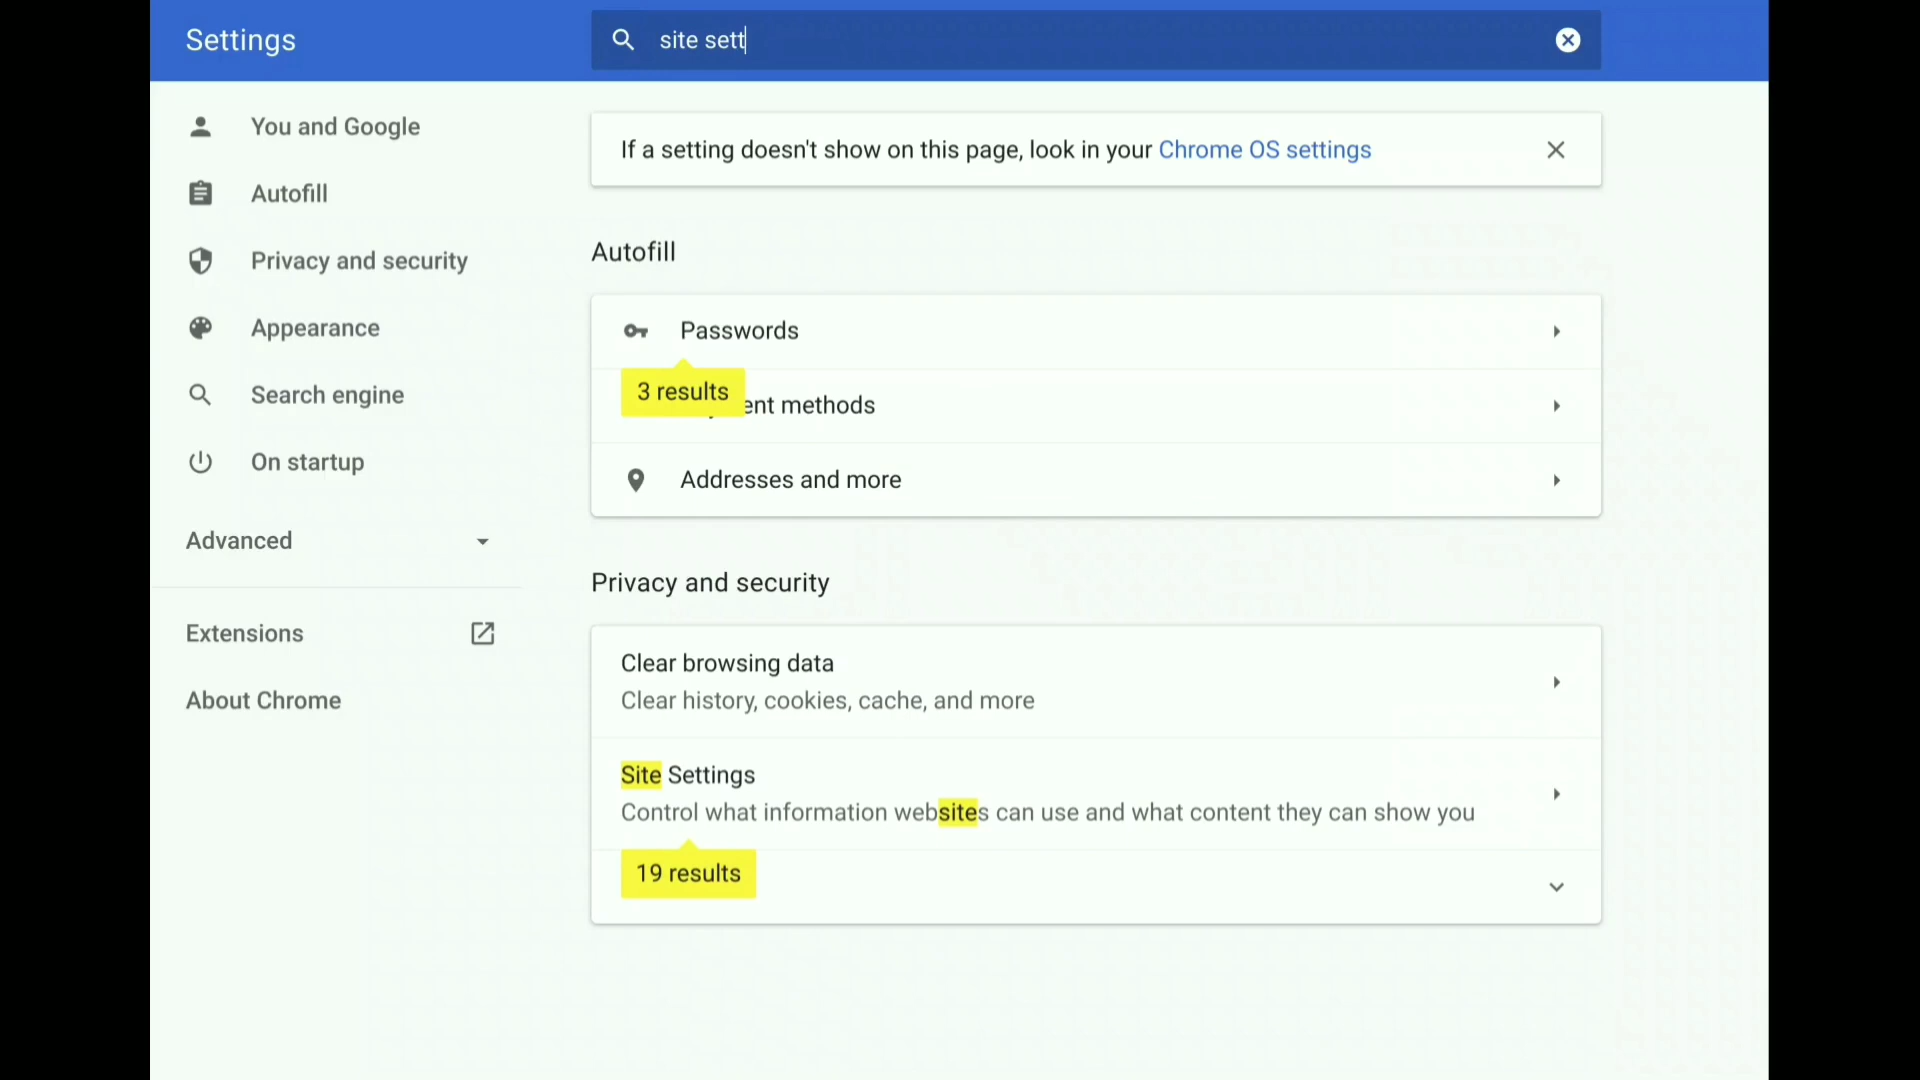 Settings
site sett
You and Google
Autofill
Privacy and security
Appearance
Search engine
On startup
Advanced
Extensions
About Chrome
If a setting doesn't show on this page, look in your Chrome OS settings
Autofill
Passwords
3 results
methods
Addresses and more
Privacy and security
Clear browsing data
Clear history, cookies, cache, and more
Site Settings
Control what information websites can use and what content they can show you
19 results